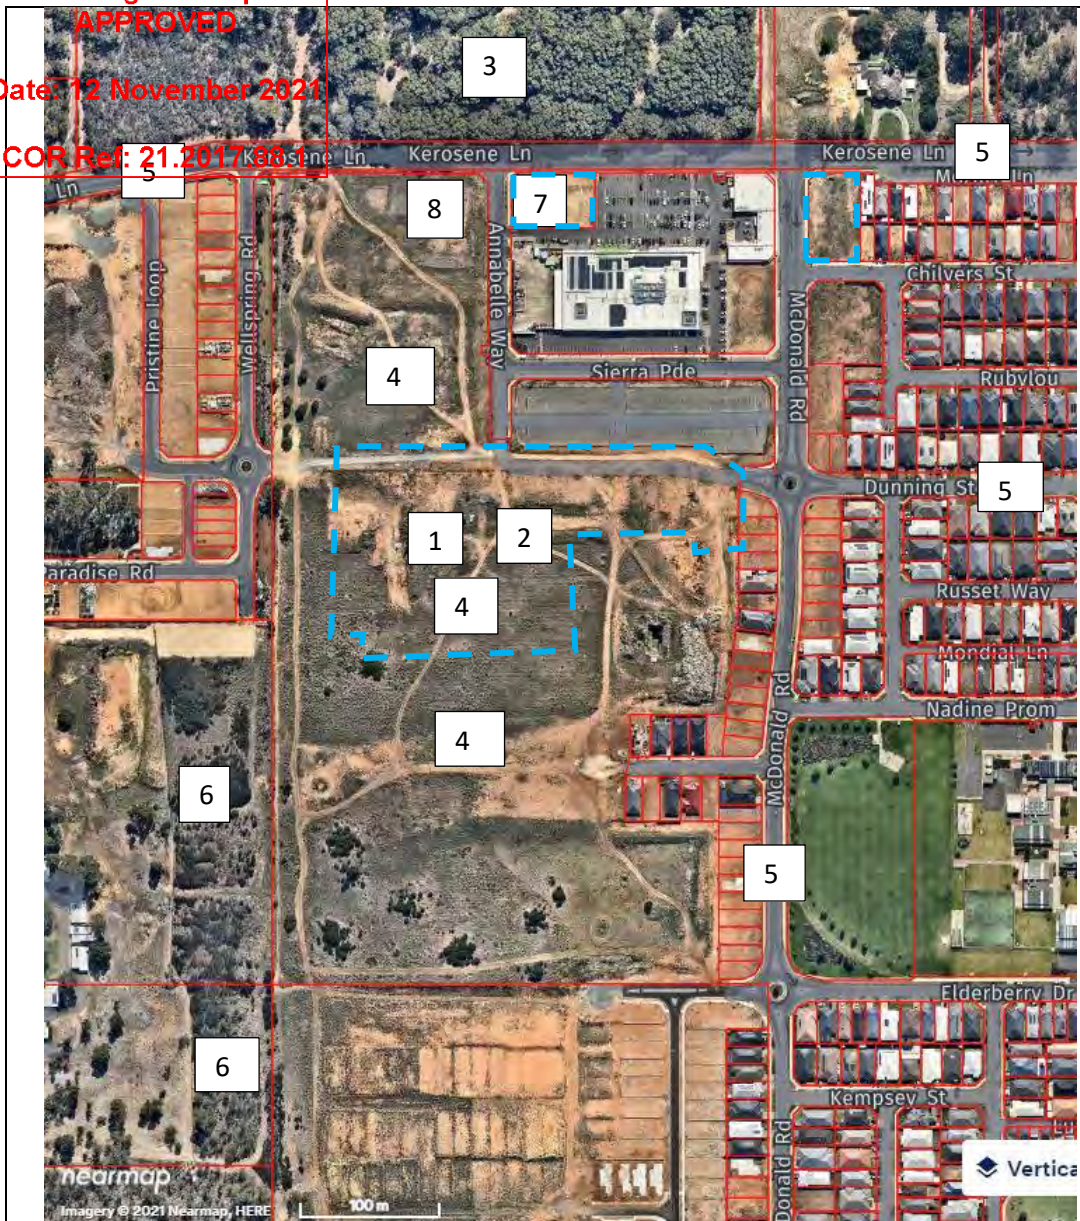 APPROVED
3
Date: 12 November 2021
COR Ref: 21.2017.98.1
Kerosene Ln
Kerosene Ln
Kerosene Ln
5
5
Ln
8
7
Pristine Loop
Wellspring Rd
Annabelle Way
McDonald Rd
Chilvers St
4
Sierra Pde
Rubylou
Dunning St
5
1
2
Paradise Rd
4
Russet Way
Mondial Ln
Nadine Prom
4
McDonald Rd
6
5
Elderberry Dr
6
Kempsey St
Donald Rd
nearmap
Vertica
Imagery © 2021 Nearmap, HERE
100 m